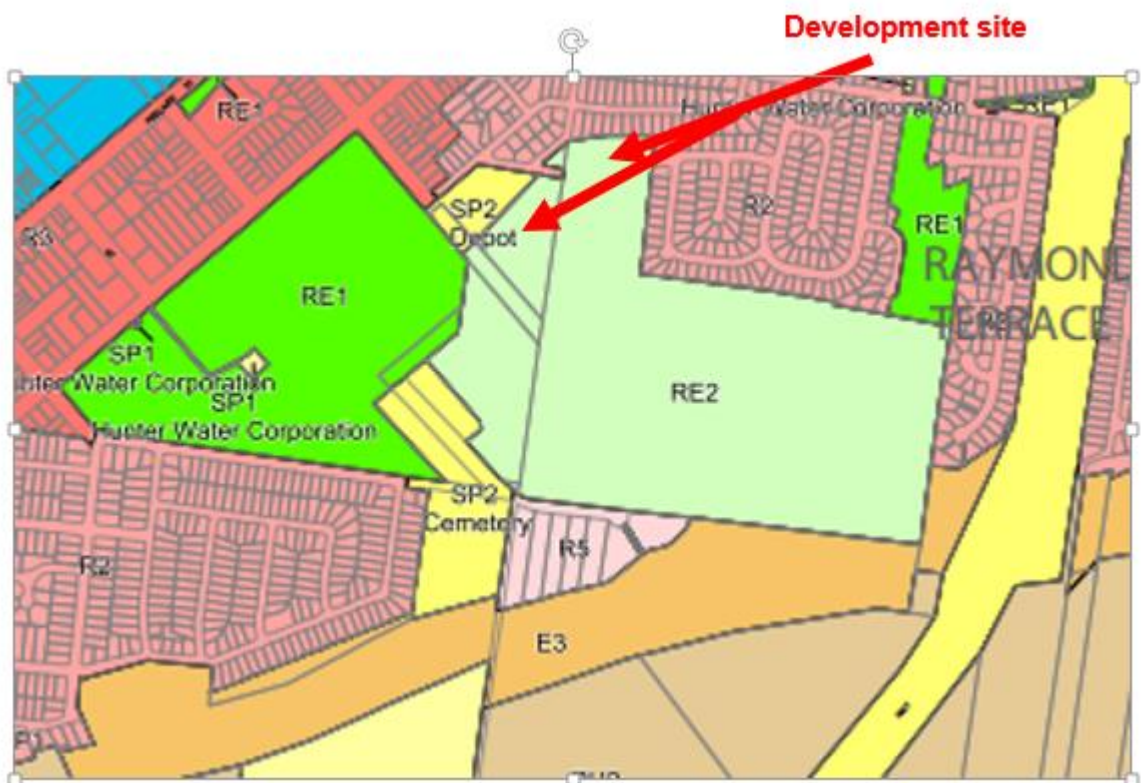 Development site
RE1
Hunter Water Corporation
RE1
SP2
Depot
R2
RE1
R3
RAYMOND
TERRACE
RE1
SP1
Hunter Water Corporation
SP1
Hunter Water Corporation
RE2
SP2
Cemetery
R5
R2
E3